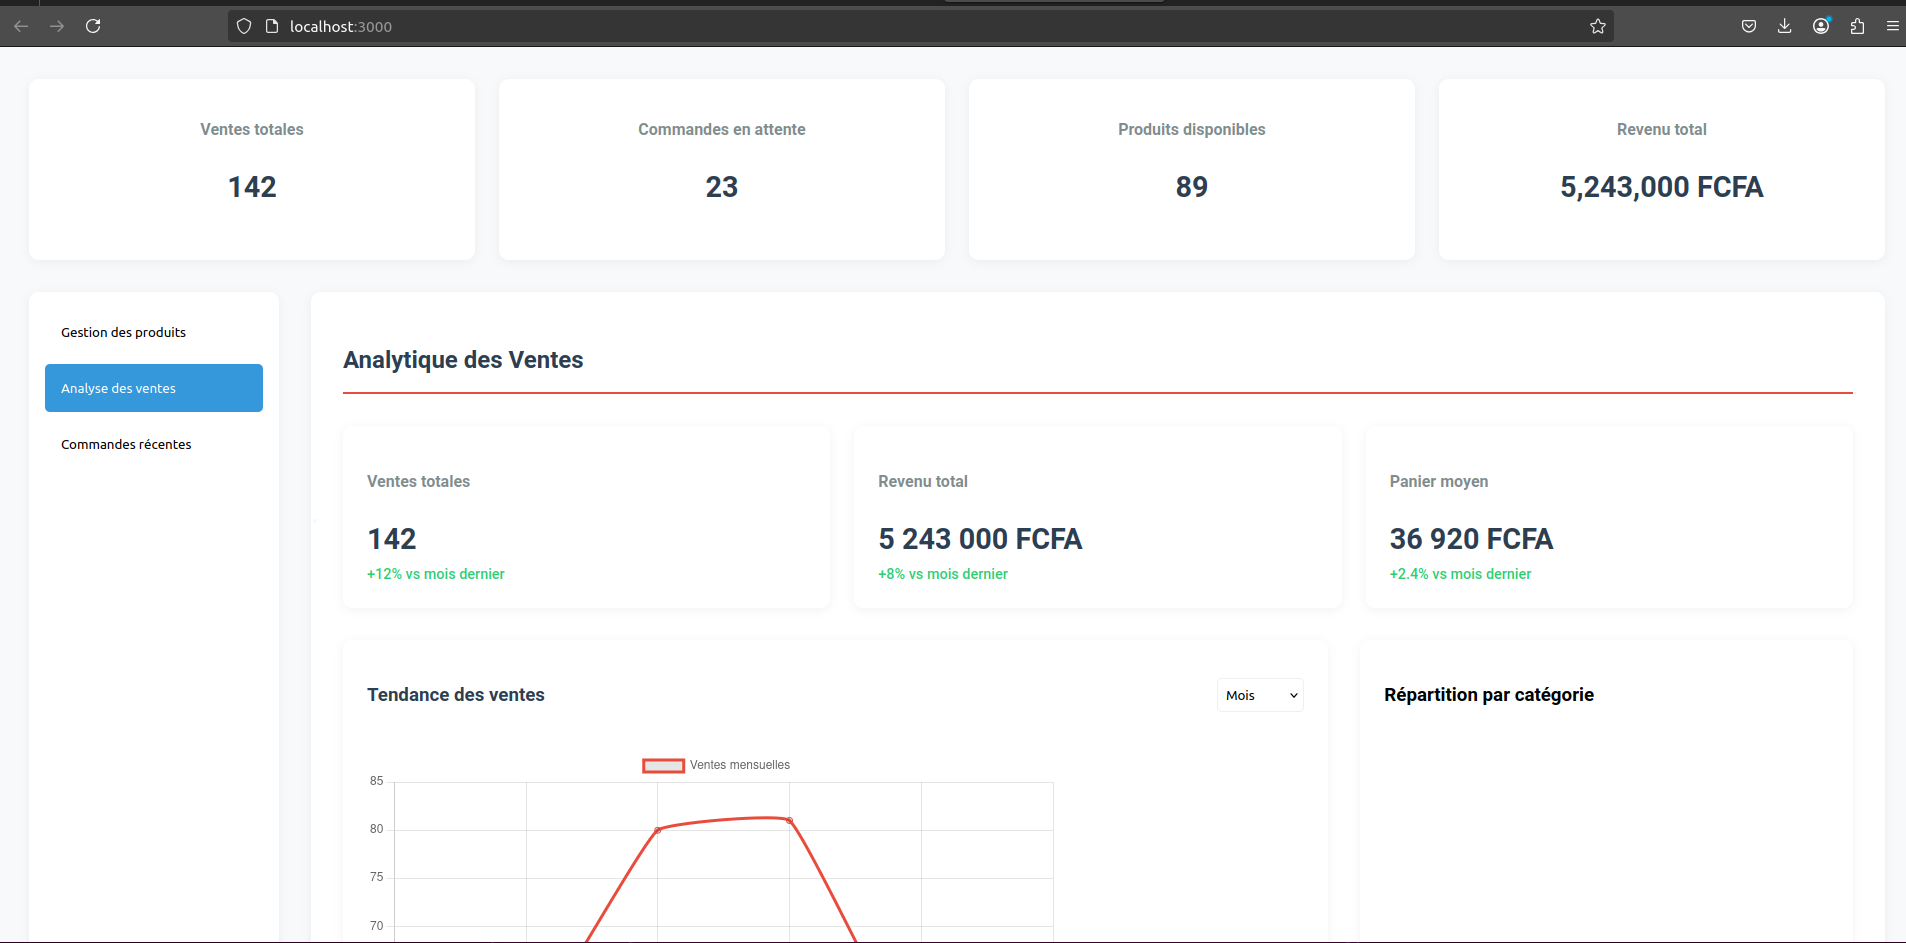 localhost:3000
Ventes totales
142
Commandes en attente
23
Produits disponibles
89
Revenu total
5,243,000 FCFA
Gestion des produits
Analyse des ventes
Commandes récentes
Analytique des Ventes
Ventes totales
142
+12% vs mois dernier
Revenu total
5 243 000 FCFA
+8% vs mois dernier
Panier moyen
36 920 FCFA
+2.4% vs mois dernier
Tendance des ventes
Mois
Ventes mensuelles
85
80
75
70
Répartition par catégorie